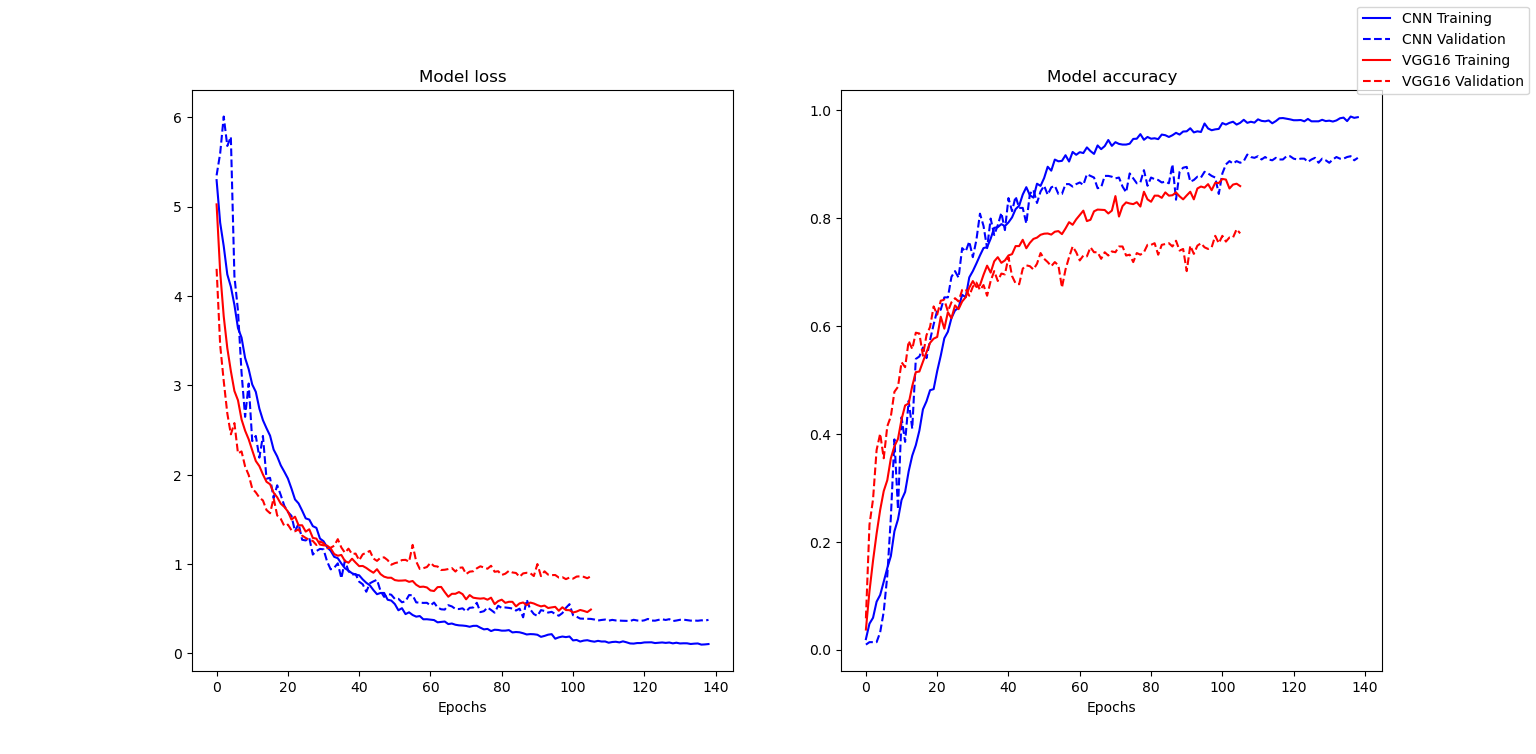 CNN Training
CNN Validation
VGG16 Training
VGG16 Validation
Model loss
6
5
4
3
2
1
0
0 20 40 60 80 100 120 140
Epochs
Model accuracy
1.0
0.8
0.6
0.4
0.2
0.0
0 20 40 60 80 100 120 140
Epochs